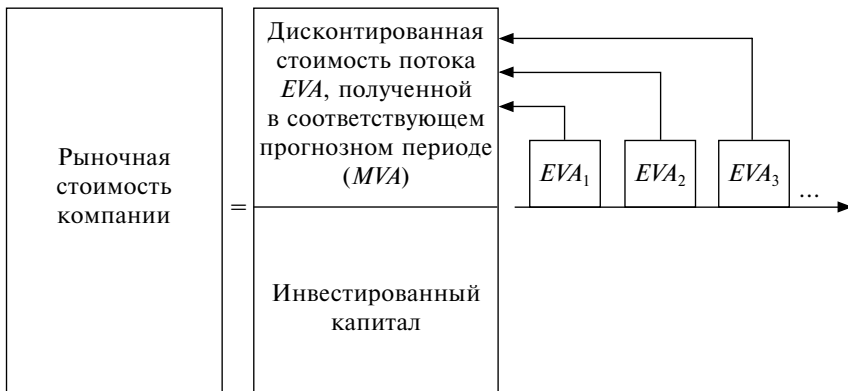 Рыночная
стоимость
компании
=
Дисконтированная
стоимость потока
EVA, полученной
в соответствующем
прогнозном периоде
(MVA)
Инвестированный
капитал
EVA₁
EVA₂
EVA₃
...